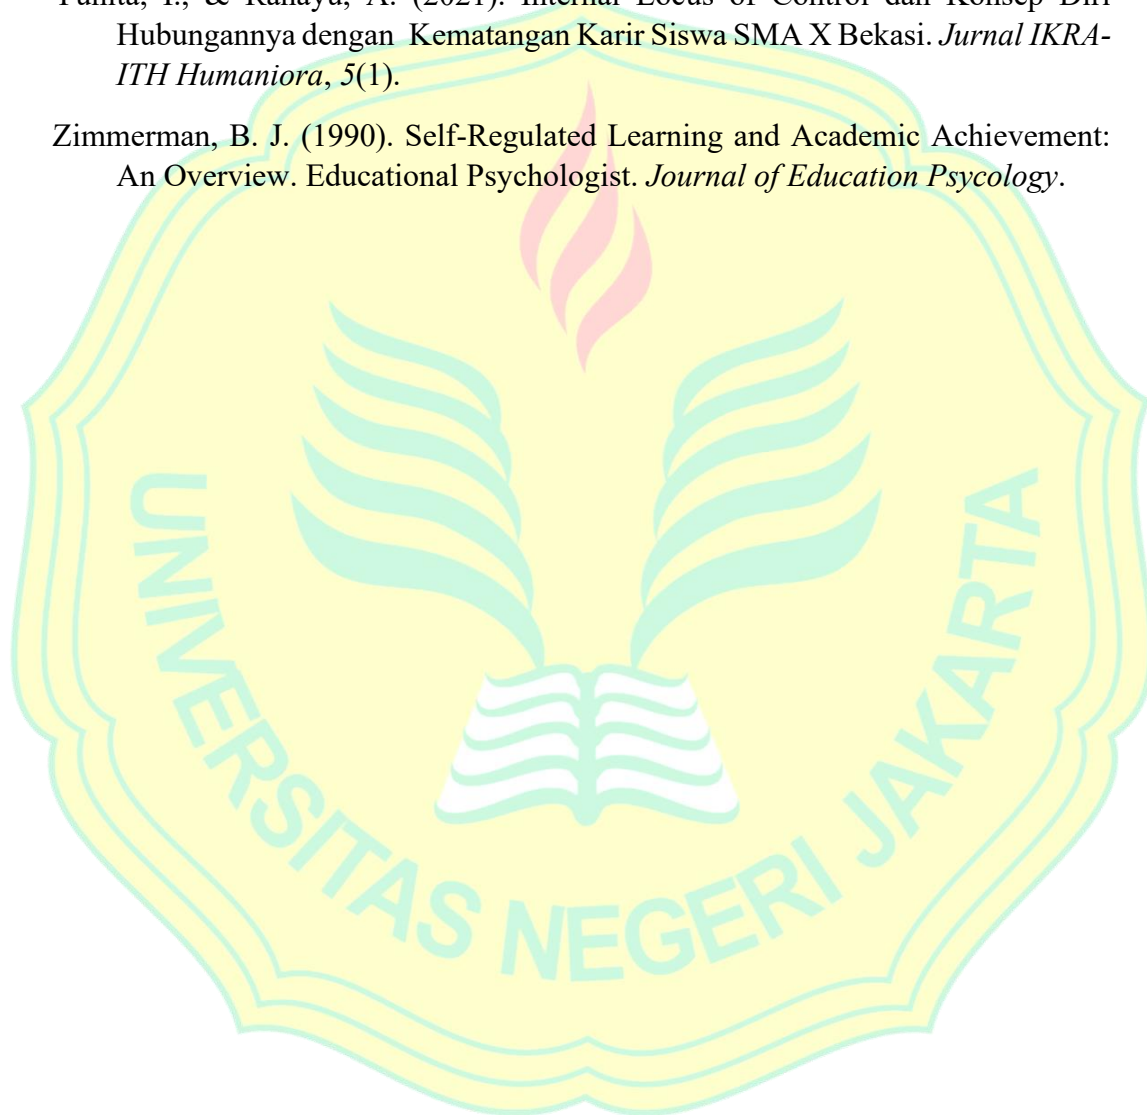 & Rahayu, A. (2021). Internal Locus of Control dan Konsep Diri
Hubungannya dengan Kematangan Karir Siswa SMA X Bekasi. Jurnal IKRA-
ITH Humaniora, 5(1).
Zimmerman, B. J. (1990). Self-Regulated Learning and Academic Achievement:
An Overview. Educational Psychologist. Journal of Education Psycology.
UNIVERSITAS NEGERI JAKARTA